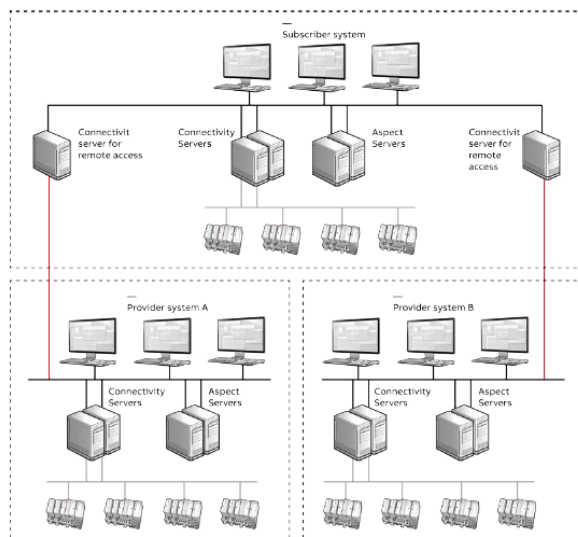 Subscriber system
Connectivit
server for
remote access
Connectivity
Servers
Aspect
Servers
Connectivit
server for
remote
access
Provider system A
Connectivity
Servers
Aspect
Servers
Provider system B
Connectivity
Servers
Aspect
Servers